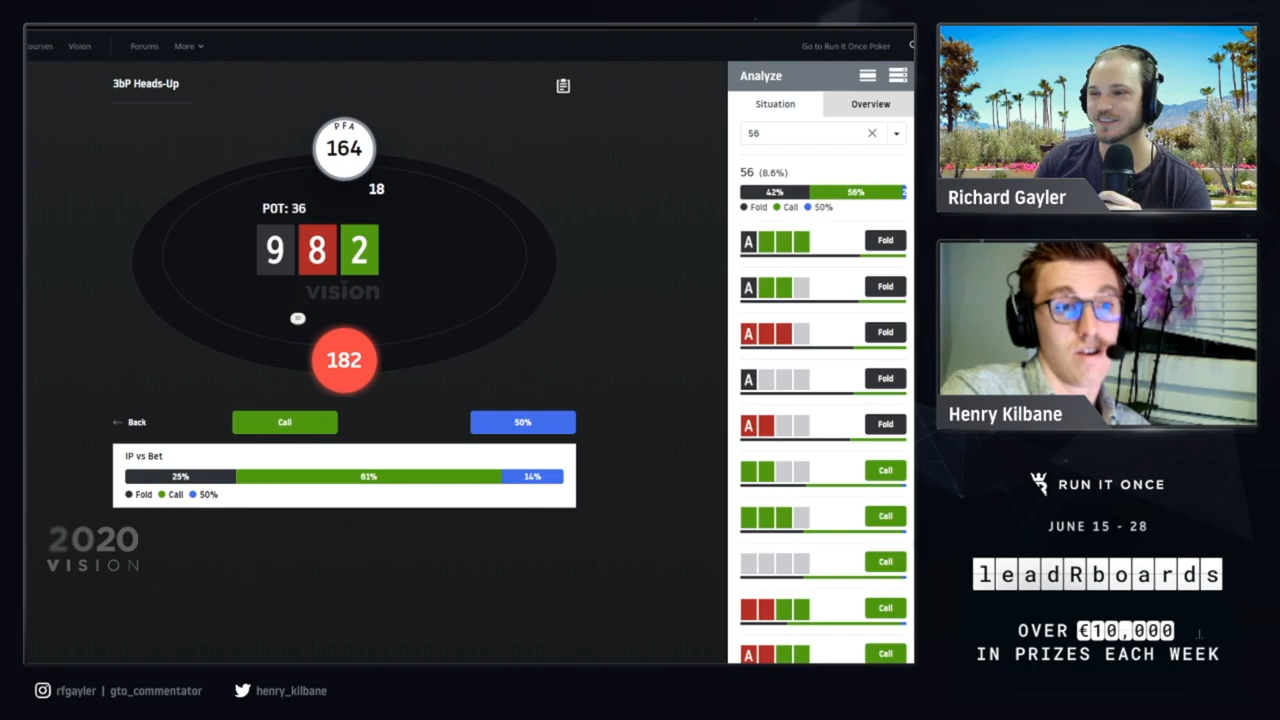 ourses Vision Forums More Go to Run It Once Poker
3bP Heads-Up
PFA
164
18
POT: 36
9 8 2
vision
182
← Back Call 50%
IP vs Bet
25% 61% 14%
Fold Call 50%
2020
VISION
Analyze
Situation Overview
56
56 (8.6%)
42% 56% 2
Fold Call 50%
A Fold
A Fold
A Fold
A Fold
A Fold
Call
Call
Call
Call
A Call
Richard Gayler
Henry Kilbane
RUN IT ONCE
JUNE 15 - 28
leadRboards
OVER €10,000
IN PRIZES EACH WEEK
rfgayler | gto_commentator henry_kilbane